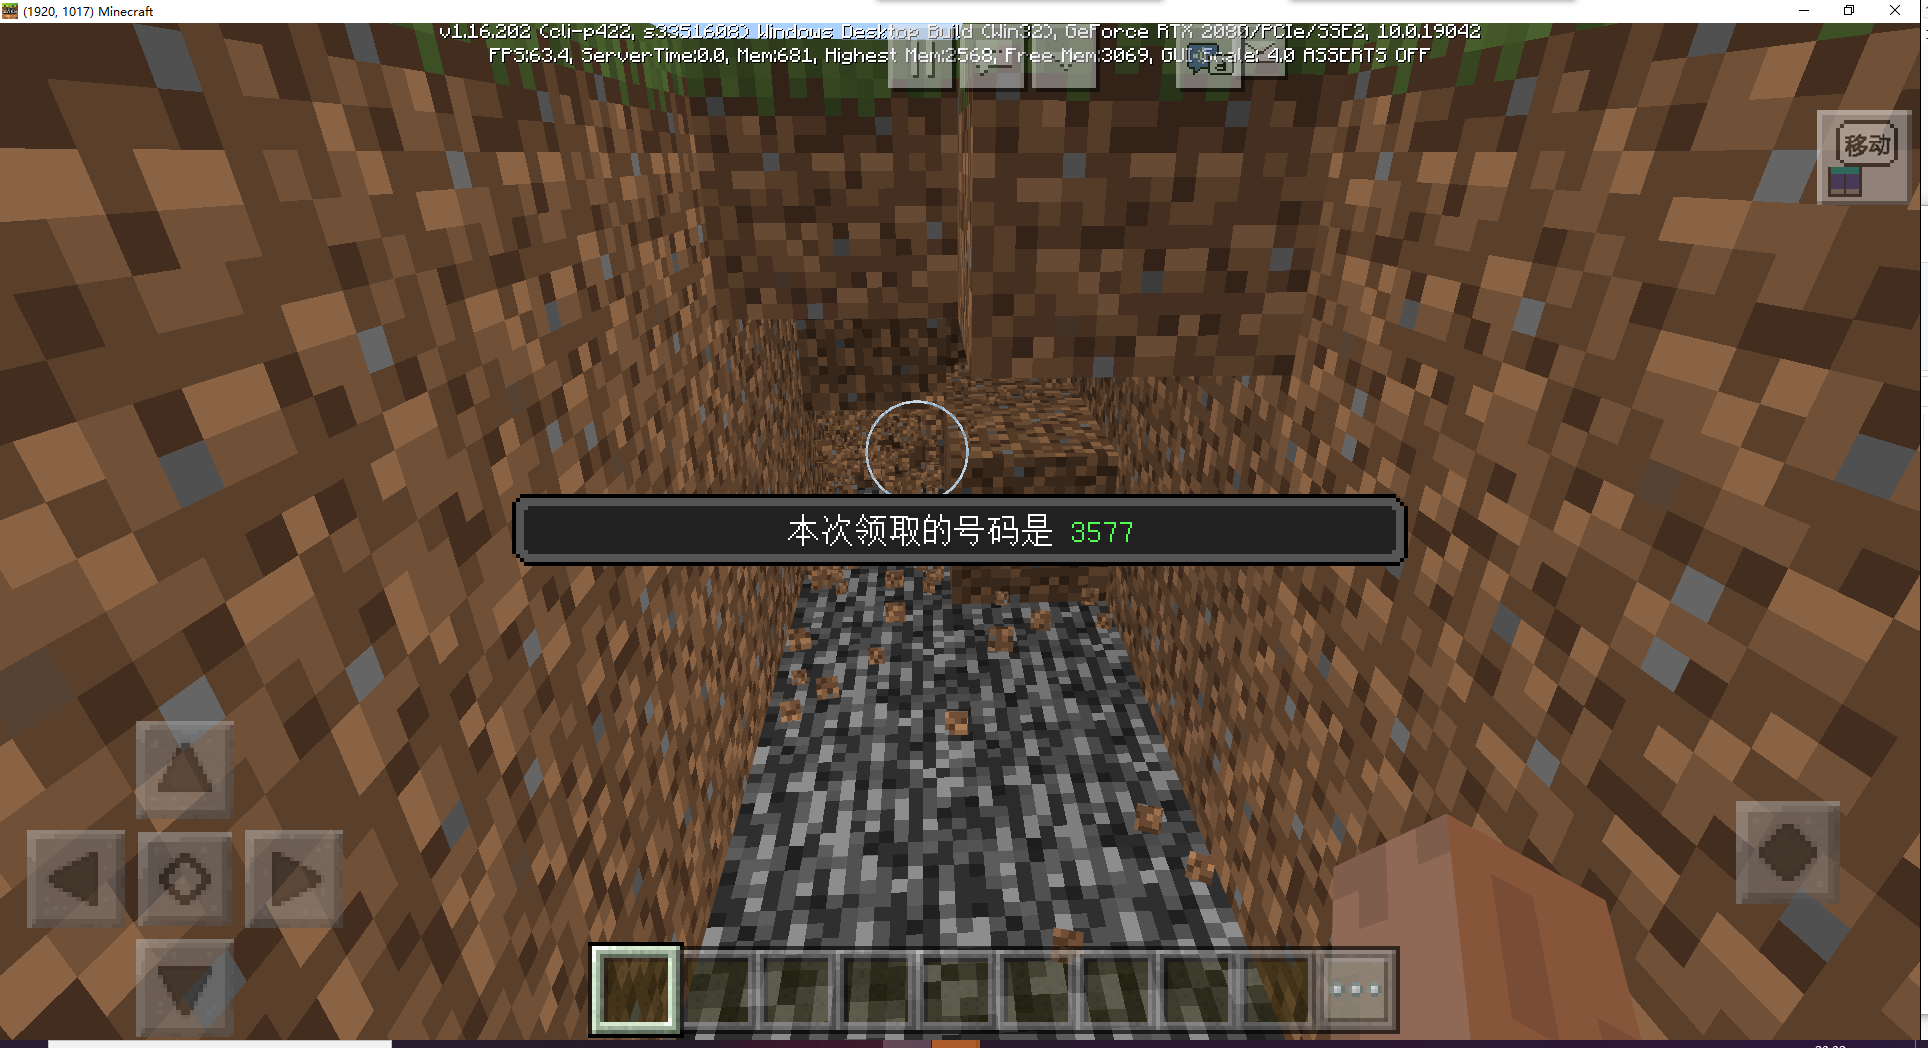 (1920, 1017) Minecraft
v1.16.202 (cli-p422, s3351608) Windows Desktop Build (Win32), GeForce RTX 2080/PCIe/SSE2, 10.0.19042
FPS:63.4, ServerTime:0.0, Mem:681, Highest Mem:2568, Free Mem:3069, GUI Scale: 4.0 ASSERTS OFF
移动
本次领取的号码是 3577